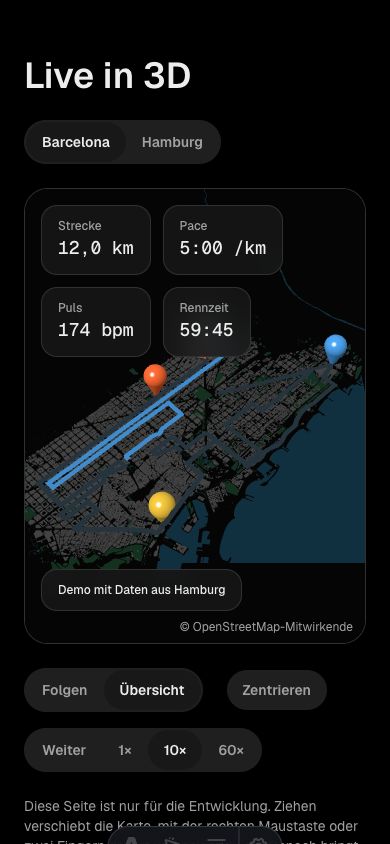 Live in 3D
Barcelona Hamburg
Strecke
12,0 km
Pace
5:00 /km
Puls
174 bpm
Rennzeit
59:45
Demo mit Daten aus Hamburg
© OpenStreetMap-Mitwirkende
Folgen Übersicht Zentrieren
Weiter 1× 10× 60×
Diese Seite ist nur für die Entwicklung. Ziehen
verschiebt die Karte, mit der rechten Maustaste oder